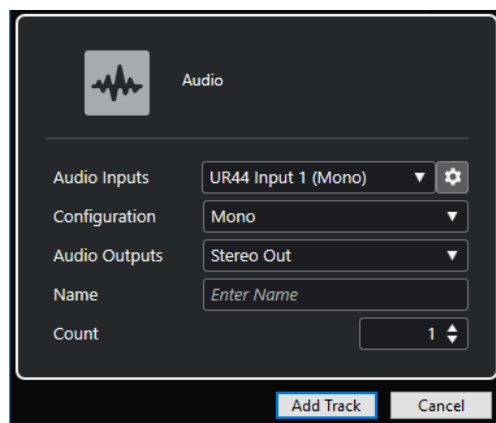 Audio
Audio Inputs UR44 Input 1 (Mono)
Configuration Mono
Audio Outputs Stereo Out
Name Enter Name
Count 1
Add Track Cancel